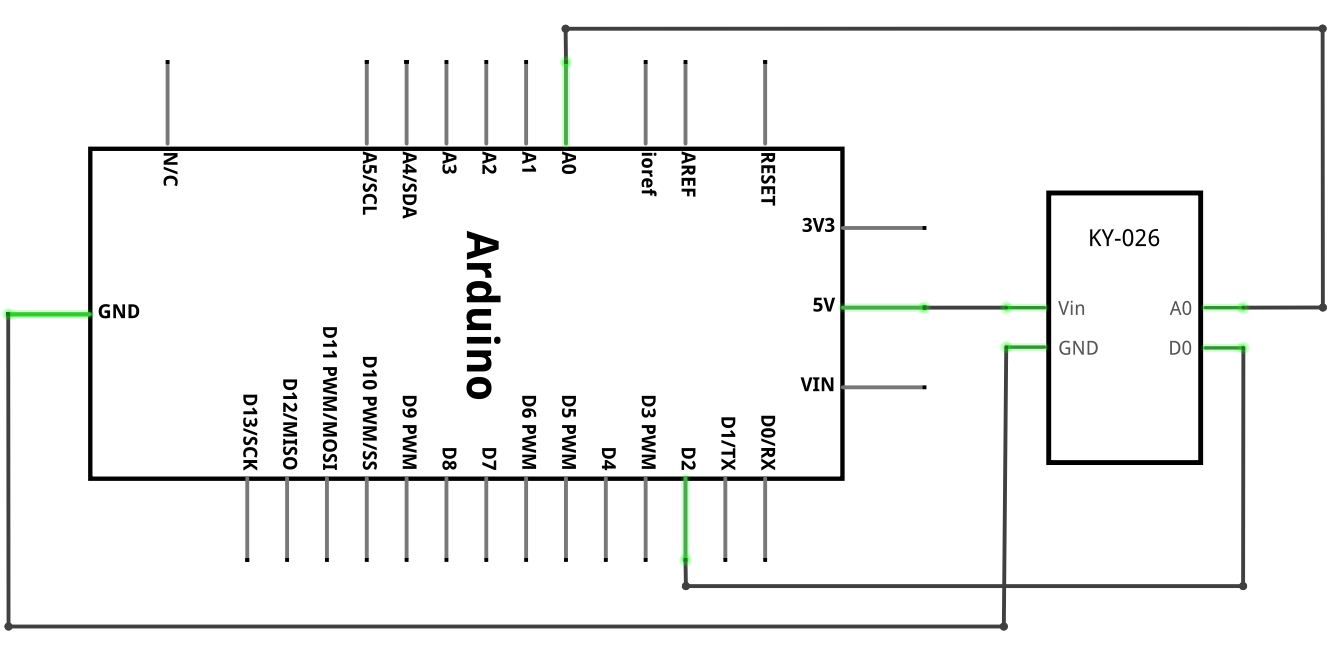 N/C
A5/SCL
A4/SDA
A3
A2
A1
A0
ioref
AREF
RESET
3V3
5V
VIN
GND
Arduino
D13/SCK
D12/MISO
D11 PWM/MOSI
D10 PWM/SS
D9 PWM
D8
D7
D6 PWM
D5 PWM
D4
D3 PWM
D2
D1/TX
D0/RX
KY-026
Vin
A0
GND
D0